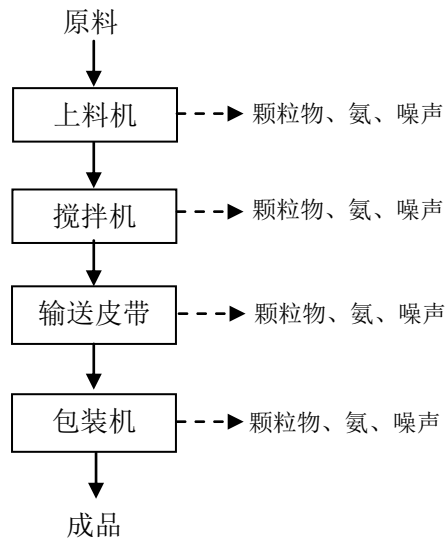 原料
上料机
颗粒物、氨、噪声
搅拌机
颗粒物、氨、噪声
输送皮带
颗粒物、氨、噪声
包装机
颗粒物、氨、噪声
成品